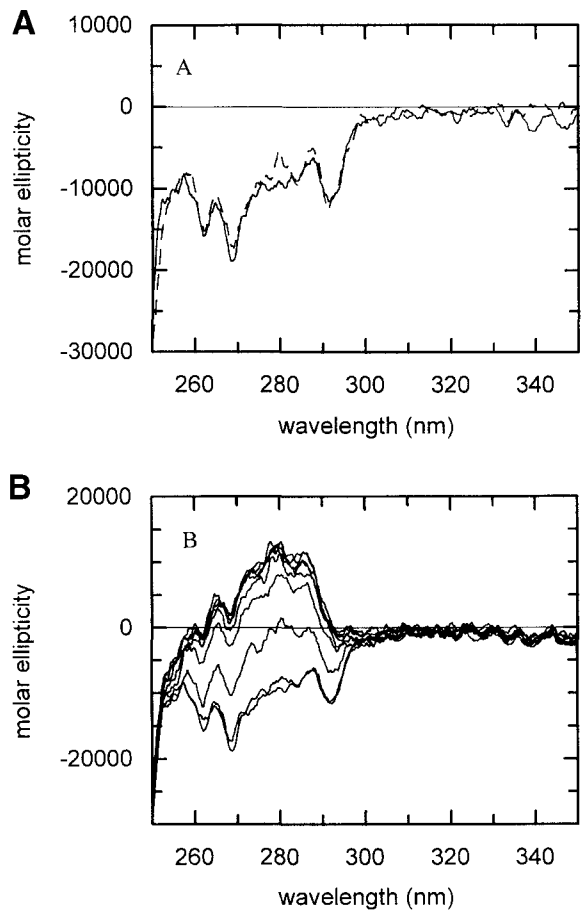 A
A
10000
0
-10000
-20000
-30000
molar ellipticity
260 280 300 320 340
wavelength (nm)
B
B
20000
0
-20000
molar ellipticity
260 280 300 320 340
wavelength (nm)